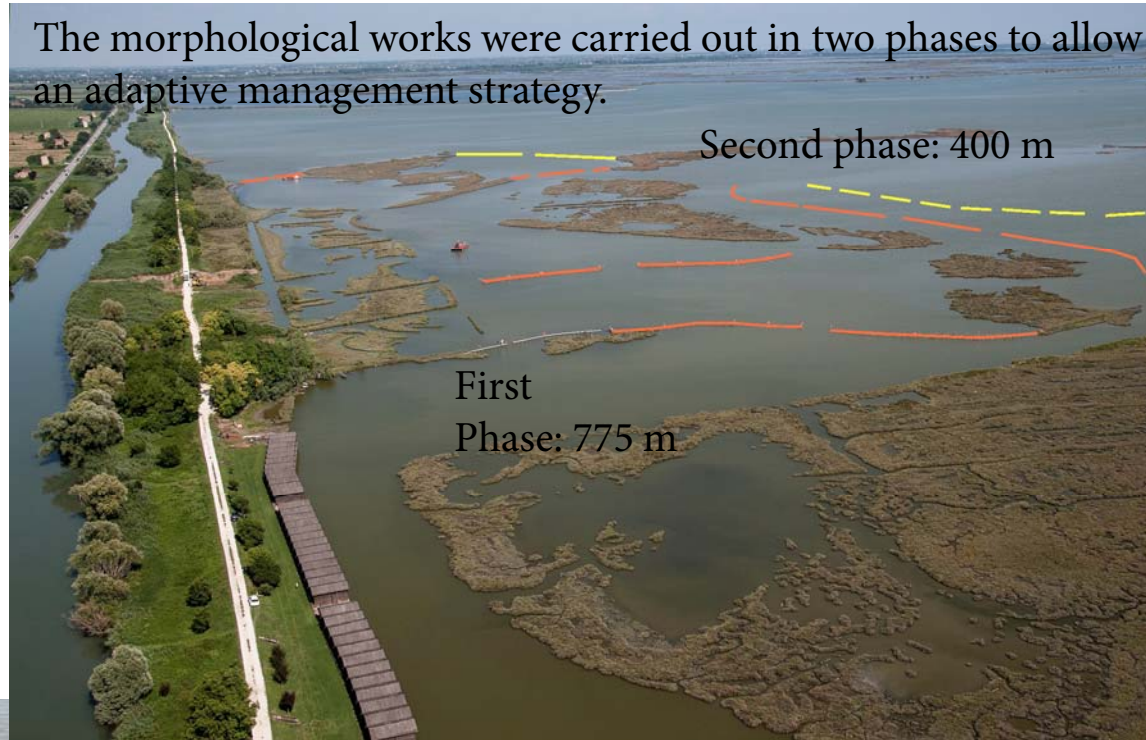 The morphological works were carried out in two phases to allow
an adaptive management strategy.
Second phase: 400 m
First
Phase: 775 m